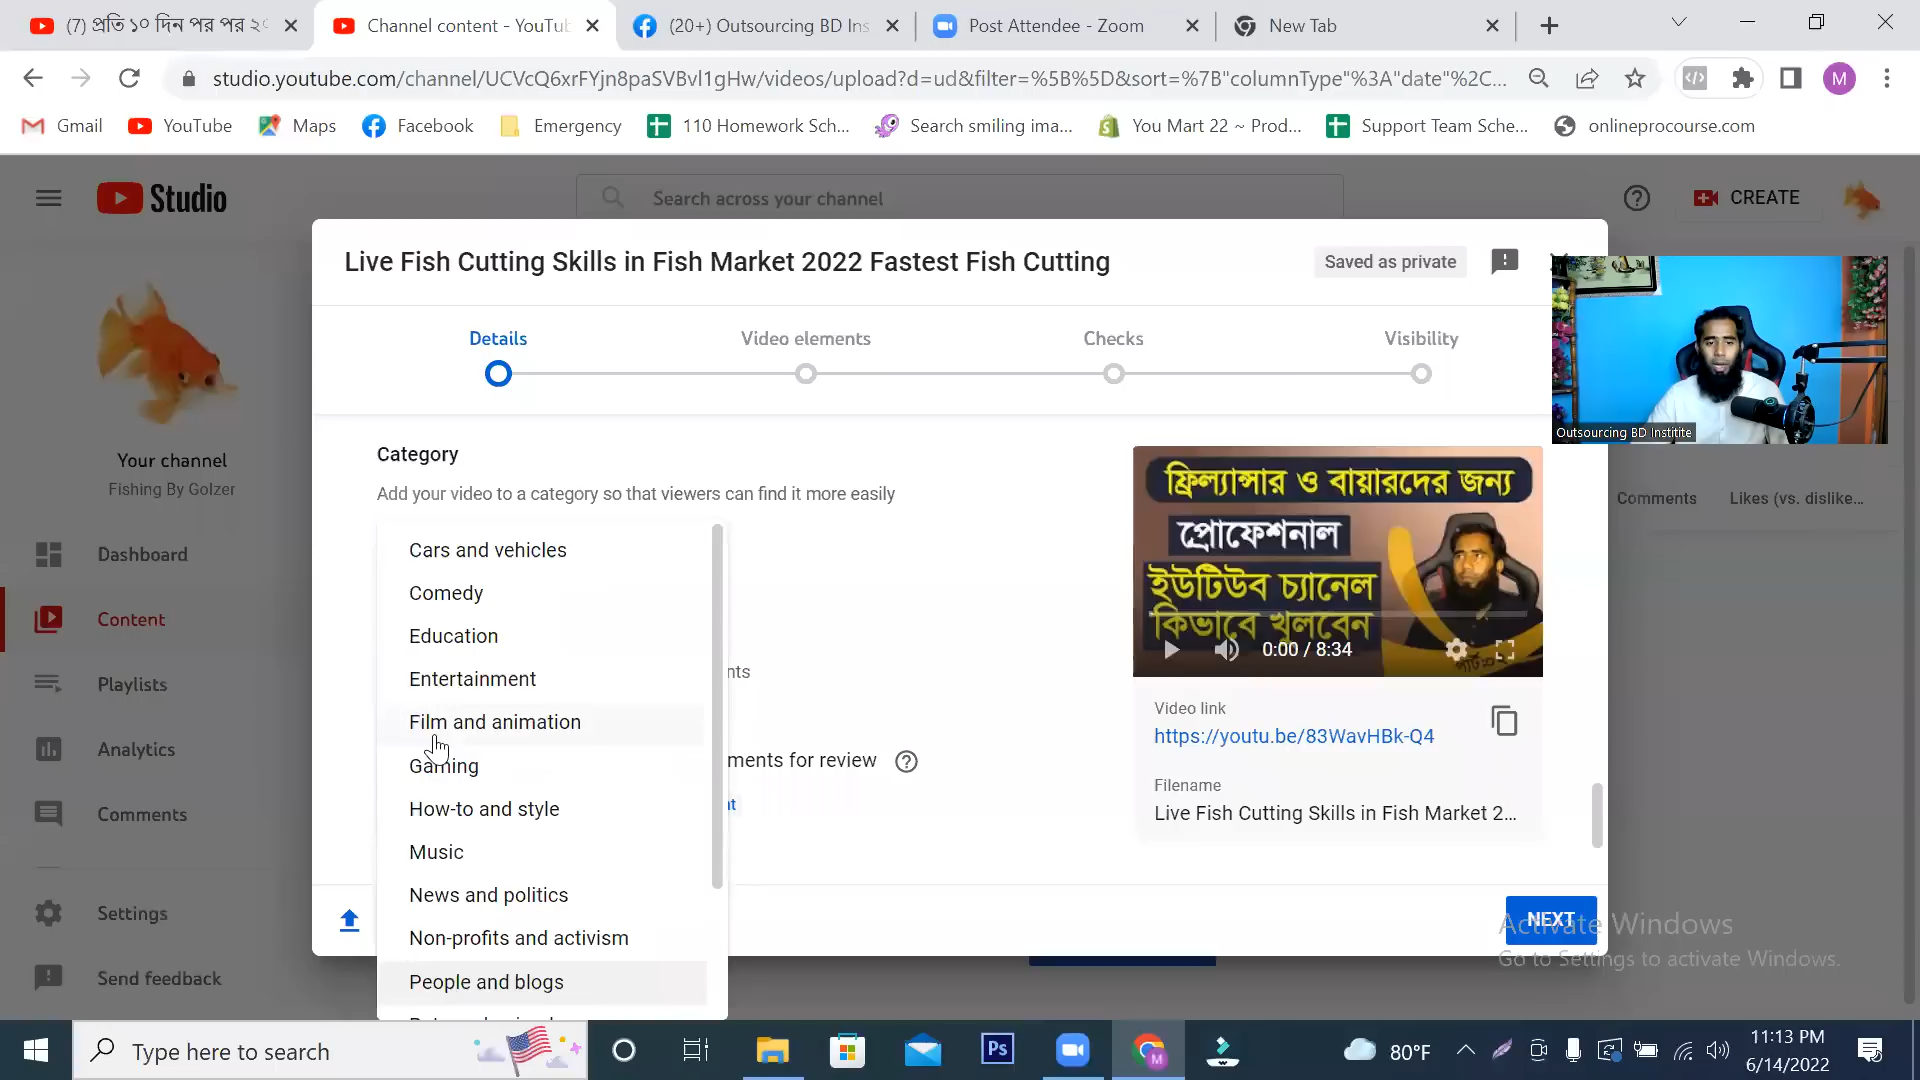 (7) প্রতি ১০ দিন পর পর ২
Channel content - YouTub
(20+) Outsourcing BD Ins
Post Attendee - Zoom
New Tab
studio.youtube.com/channel/UCVcQ6xrFYjn8paSVBvl1gHw/videos/upload?d=ud&filter=%5B%5D&sort=%7B"columnType"%3A"date"%2C...
M
Gmail
YouTube
Maps
Facebook
Emergency
110 Homework Sch...
Search smiling ima...
You Mart 22 ~ Prod...
Support Team Sche...
onlineprocourse.com
Studio
Search across your channel
CREATE
Live Fish Cutting Skills in Fish Market 2022 Fastest Fish Cutting
Saved as private
Details
Video elements
Checks
Visibility
Outsourcing BD Institite
Your channel
Fishing By Golzer
Dashboard
Content
Playlists
Analytics
Comments
Settings
Send feedback
Category
Add your video to a category so that viewers can find it more easily
Cars and vehicles
Comedy
Education
Entertainment
Film and animation
Gaming
How-to and style
Music
News and politics
Non-profits and activism
People and blogs
nts
ments for review
nt
ফ্রিল্যান্সার ও বায়ারদের জন্য
প্রোফেশনাল
ইউটিউব চ্যানেল
কিভাবে খুলবেন
পার্ট:০২
0:00 / 8:34
Video link
https://youtu.be/83WavHBk-Q4
Filename
Live Fish Cutting Skills in Fish Market 2...
Comments
Likes (vs. dislike...
NEXT
Activate Windows
Go to Settings to activate Windows.
Type here to search
Ps
M
80°F
11:13 PM
6/14/2022